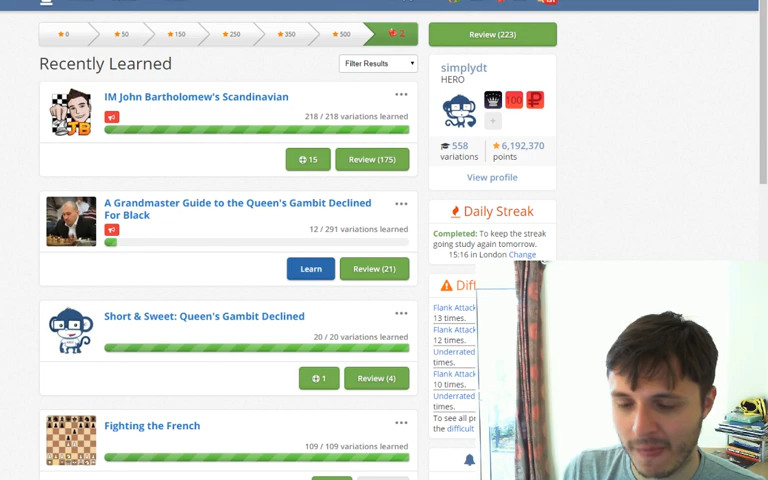 0 50 150 250 350 500 2
Review (223)
Recently Learned
Filter Results
simplydt
HERO
IM John Bartholomew's Scandinavian
JB
218 / 218 variations learned
100
15 Review (175)
558 variations
6,192,370 points
View profile
A Grandmaster Guide to the Queen's Gambit Declined
For Black
12 / 291 variations learned
Learn Review (21)
Daily Streak
Completed: To keep the streak
going study again tomorrow.
15:16 in London Change
Short & Sweet: Queen's Gambit Declined
20 / 20 variations learned
1 Review (4)
Diff
Flank Attack
13 times.
Flank Attack
12 times.
Underrated
times.
Flank Attack
10 times.
Underrated
times.
To see all
the difficult
Fighting the French
109 / 109 variations learned